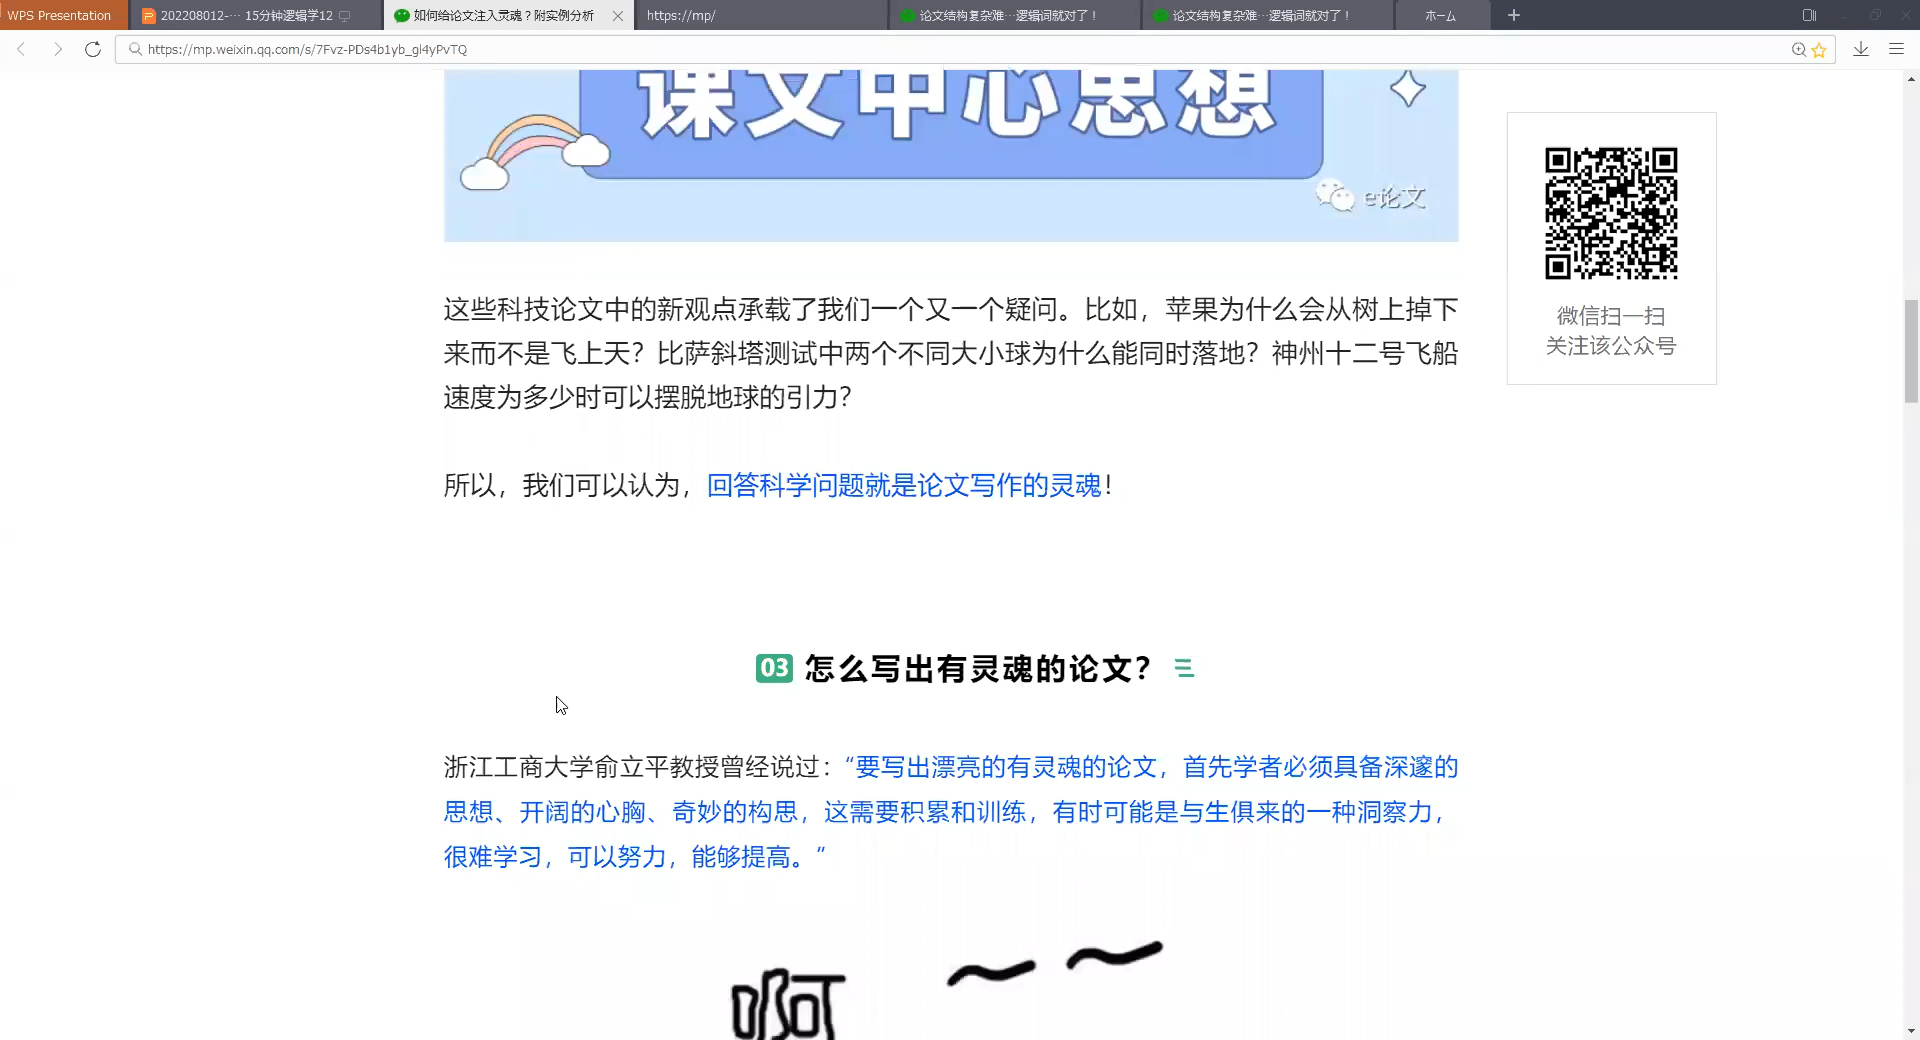 WPS Presentation
202208012-··· 15分钟逻辑学12
如何给论文注入灵魂？附实例分析
https://mp/
论文结构复杂难···逻辑词就对了！
论文结构复杂难···逻辑词就对了！
ホーム
https://mp.weixin.qq.com/s/7Fvz-PDs4b1yb_gl4yPvTQ
课文中心思想
e论文
微信扫一扫
关注该公众号
这些科技论文中的新观点承载了我们一个又一个疑问。比如，苹果为什么会从树上掉下
来而不是飞上天？比萨斜塔测试中两个不同大小球为什么能同时落地？神州十二号飞船
速度为多少时可以摆脱地球的引力？
所以，我们可以认为，回答科学问题就是论文写作的灵魂！
03 怎么写出有灵魂的论文？
浙江工商大学俞立平教授曾经说过：“要写出漂亮的有灵魂的论文，首先学者必须具备深邃的
思想、开阔的心胸、奇妙的构思，这需要积累和训练，有时可能是与生俱来的一种洞察力，
很难学习，可以努力，能够提高。”
啊